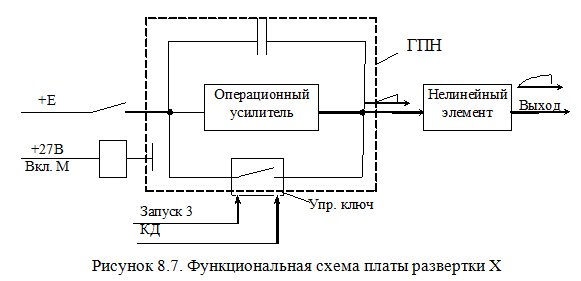 ГПН
+Е
Операционный
усилитель
Нелинейный
элемент
Выход
+27В
Вкл. М
Упр. ключ
Запуск 3
КД
Рисунок 8.7. Функциональная схема платы развертки X